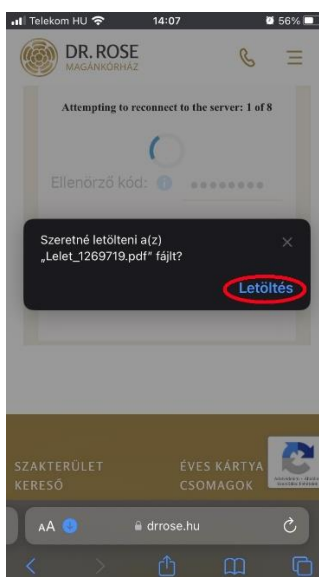 Telekom HU
14:07
56%
DR. ROSE
MAGÁNKÓRHÁZ
Attempting to reconnect to the server: 1 of 8
Ellenörző kód:
Szeretné letölteni a(z)
„Lelet_1269719.pdf” fájlt?
Letöltés
SZAKTERÜLET
KERESŐ
ÉVES KÁRTYA
CSOMAGOK
AA
drrose.hu